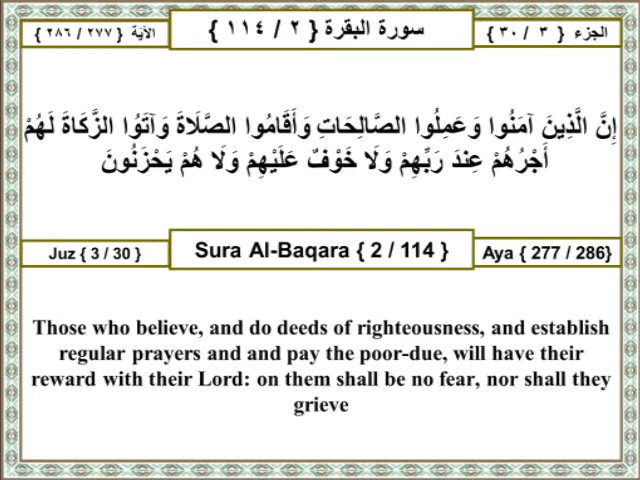 الجزء { ٣ / ٣٠ }
سورة البقرة { ٢ / ١١٤ }
الآيَة { ٢٧٧ / ٢٨٦ }
إِنَّ الَّذِينَ آمَنُوا وَعَمِلُوا الصَّالِحَاتِ وَأَقَامُوا الصَّلَاةَ وَآتَوُا الزَّكَاةَ لَهُمْ
أَجْرُهُمْ عِندَ رَبِّهِمْ وَلَا خَوْفٌ عَلَيْهِمْ وَلَا هُمْ يَحْزَنُونَ
Juz { 3 / 30 }
Sura Al-Baqara { 2 / 114 }
Aya { 277 / 286}
Those who believe, and do deeds of righteousness, and establish
regular prayers and and pay the poor-due, will have their
reward with their Lord: on them shall be no fear, nor shall they
grieve